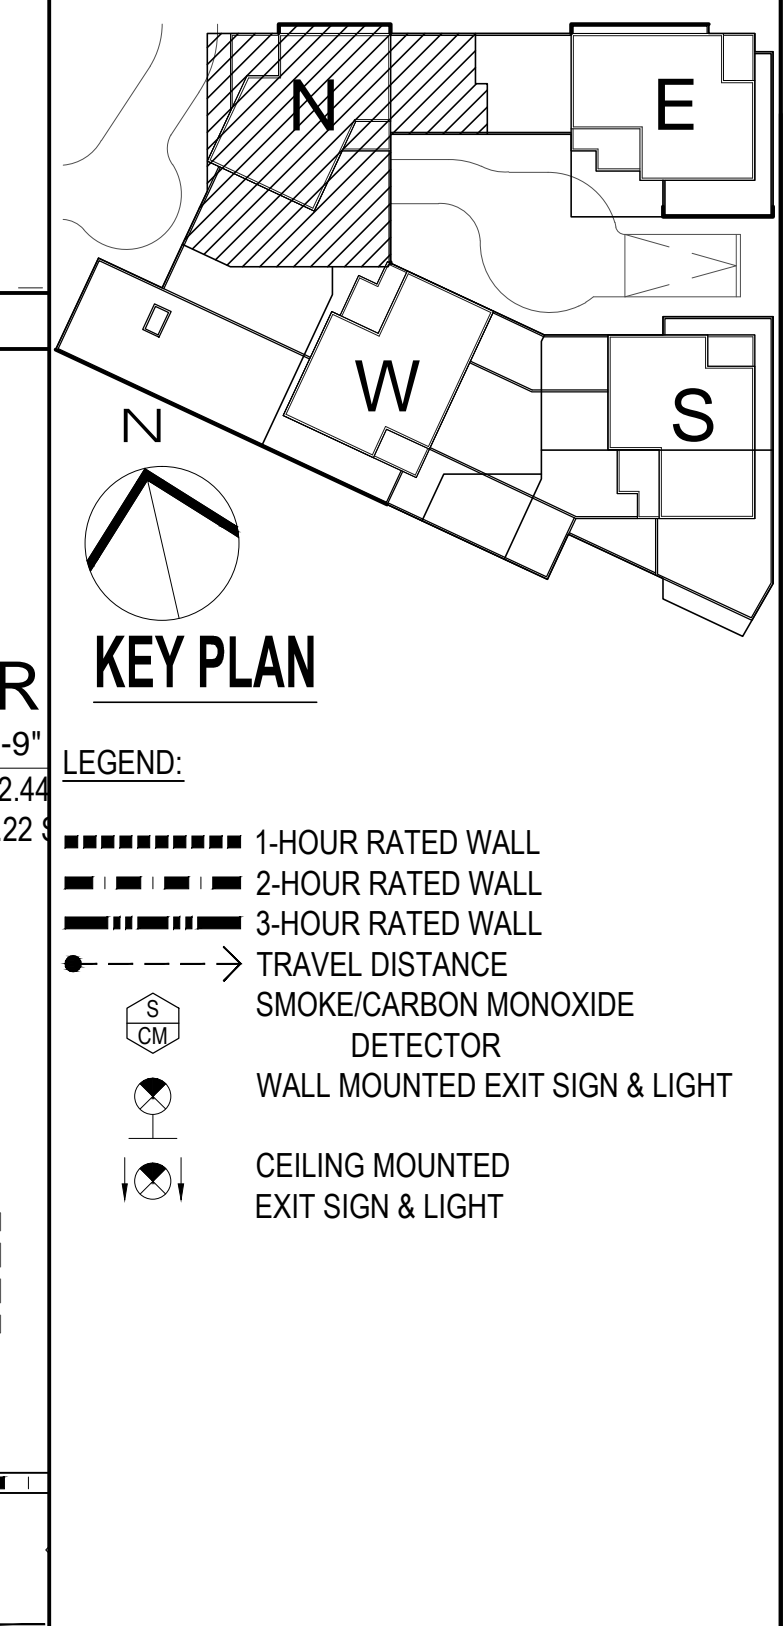 N
E
W
S
N
KEY PLAN
R
-9"
2.44
.22 S
LEGEND:
1-HOUR RATED WALL
2-HOUR RATED WALL
3-HOUR RATED WALL
TRAVEL DISTANCE
S
CM
SMOKE/CARBON MONOXIDE
DETECTOR
WALL MOUNTED EXIT SIGN & LIGHT
CEILING MOUNTED
EXIT SIGN & LIGHT